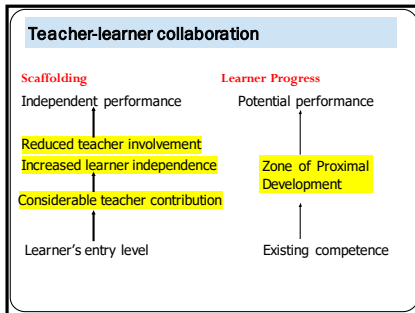 Teacher-learner collaboration
Scaffolding
Independent performance
Reduced teacher involvement
Increased learner independence
Considerable teacher contribution
Learner's entry level
Learner Progress
Potential performance
Zone of Proximal
Development
Existing competence